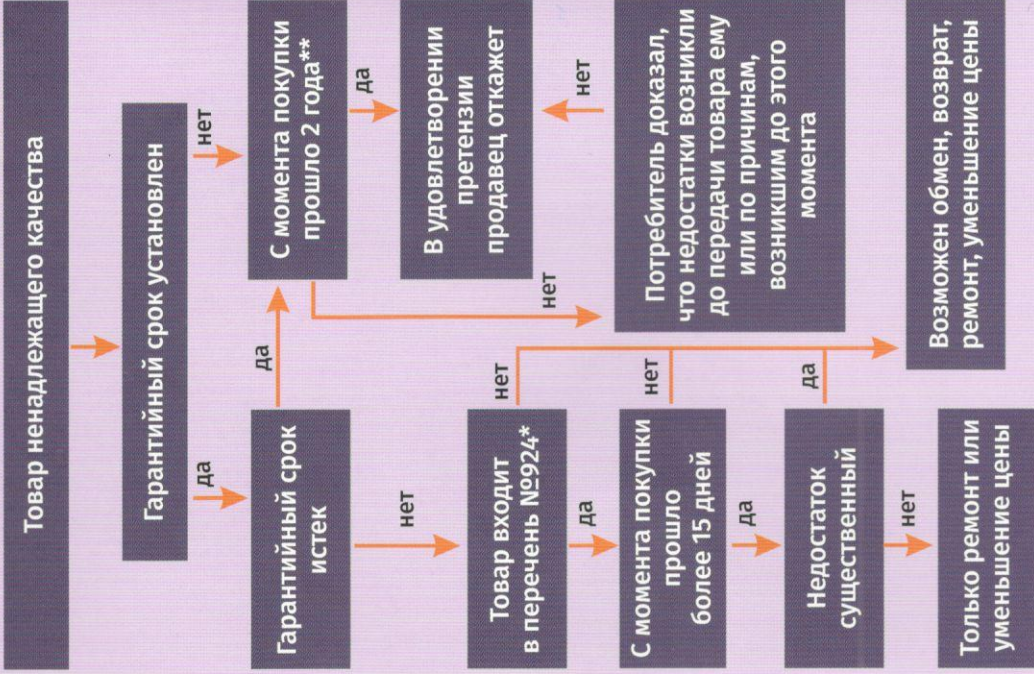 Товар ненадлежащего качества
Гарантийный срок установлен
да
нет
Гарантийный срок
истек
да
С момента покупки
прошло 2 года**
нет
да
нет
В удовлетворении
претензии
продавец откажет
Товар входит
в перечень №924*
нет
нет
Потребитель доказал,
что недостатки возникли
до передачи товара ему
или по причинам,
возникшим до этого
момента
да
С момента покупки
прошло
более 15 дней
нет
да
Недостаток
существенный
да
нет
Только ремонт или
уменьшение цены
Возможен обмен, возврат,
ремонт, уменьшение цены